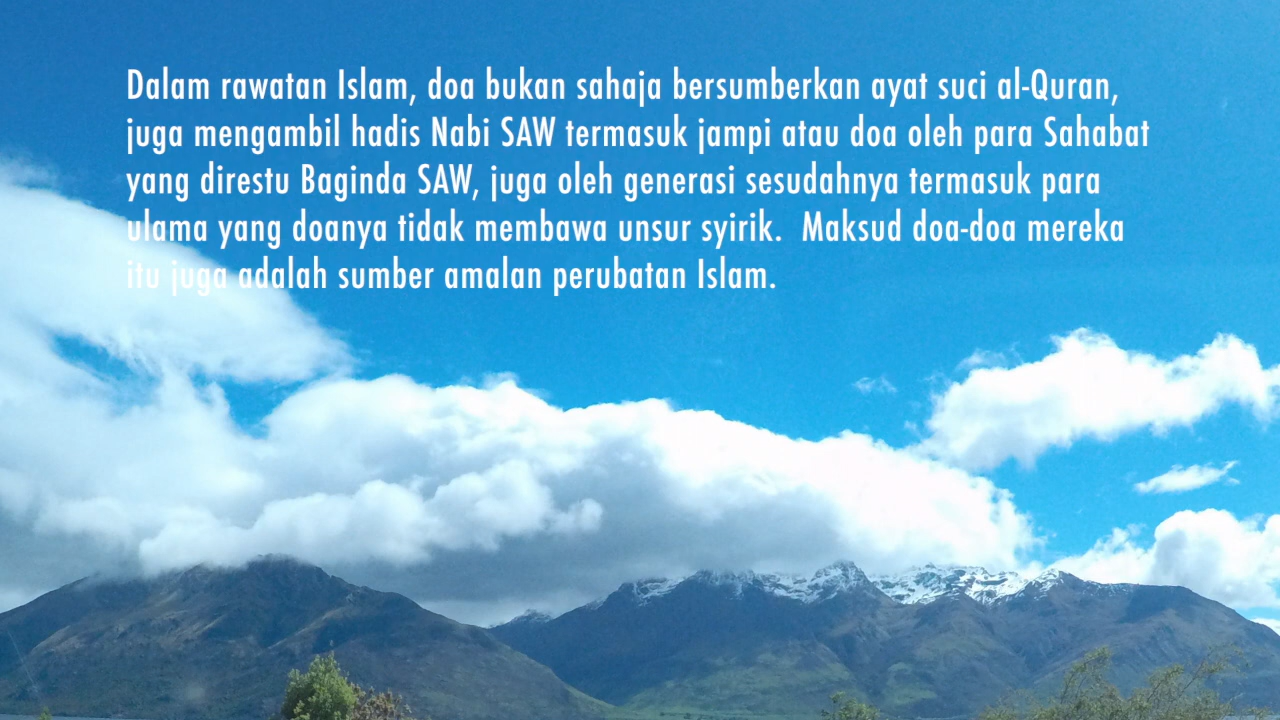 Dalam rawatan Islam, doa bukan sahaja bersumberkan ayat suci al-Quran,
juga mengambil hadis Nabi SAW termasuk jampi atau doa oleh para Sahabat
yang direstu Baginda SAW, juga oleh generasi sesudahnya termasuk para
ulama yang doanya tidak membawa unsur syirik.  Maksud doa-doa mereka
itu juga adalah sumber amalan perubatan Islam.